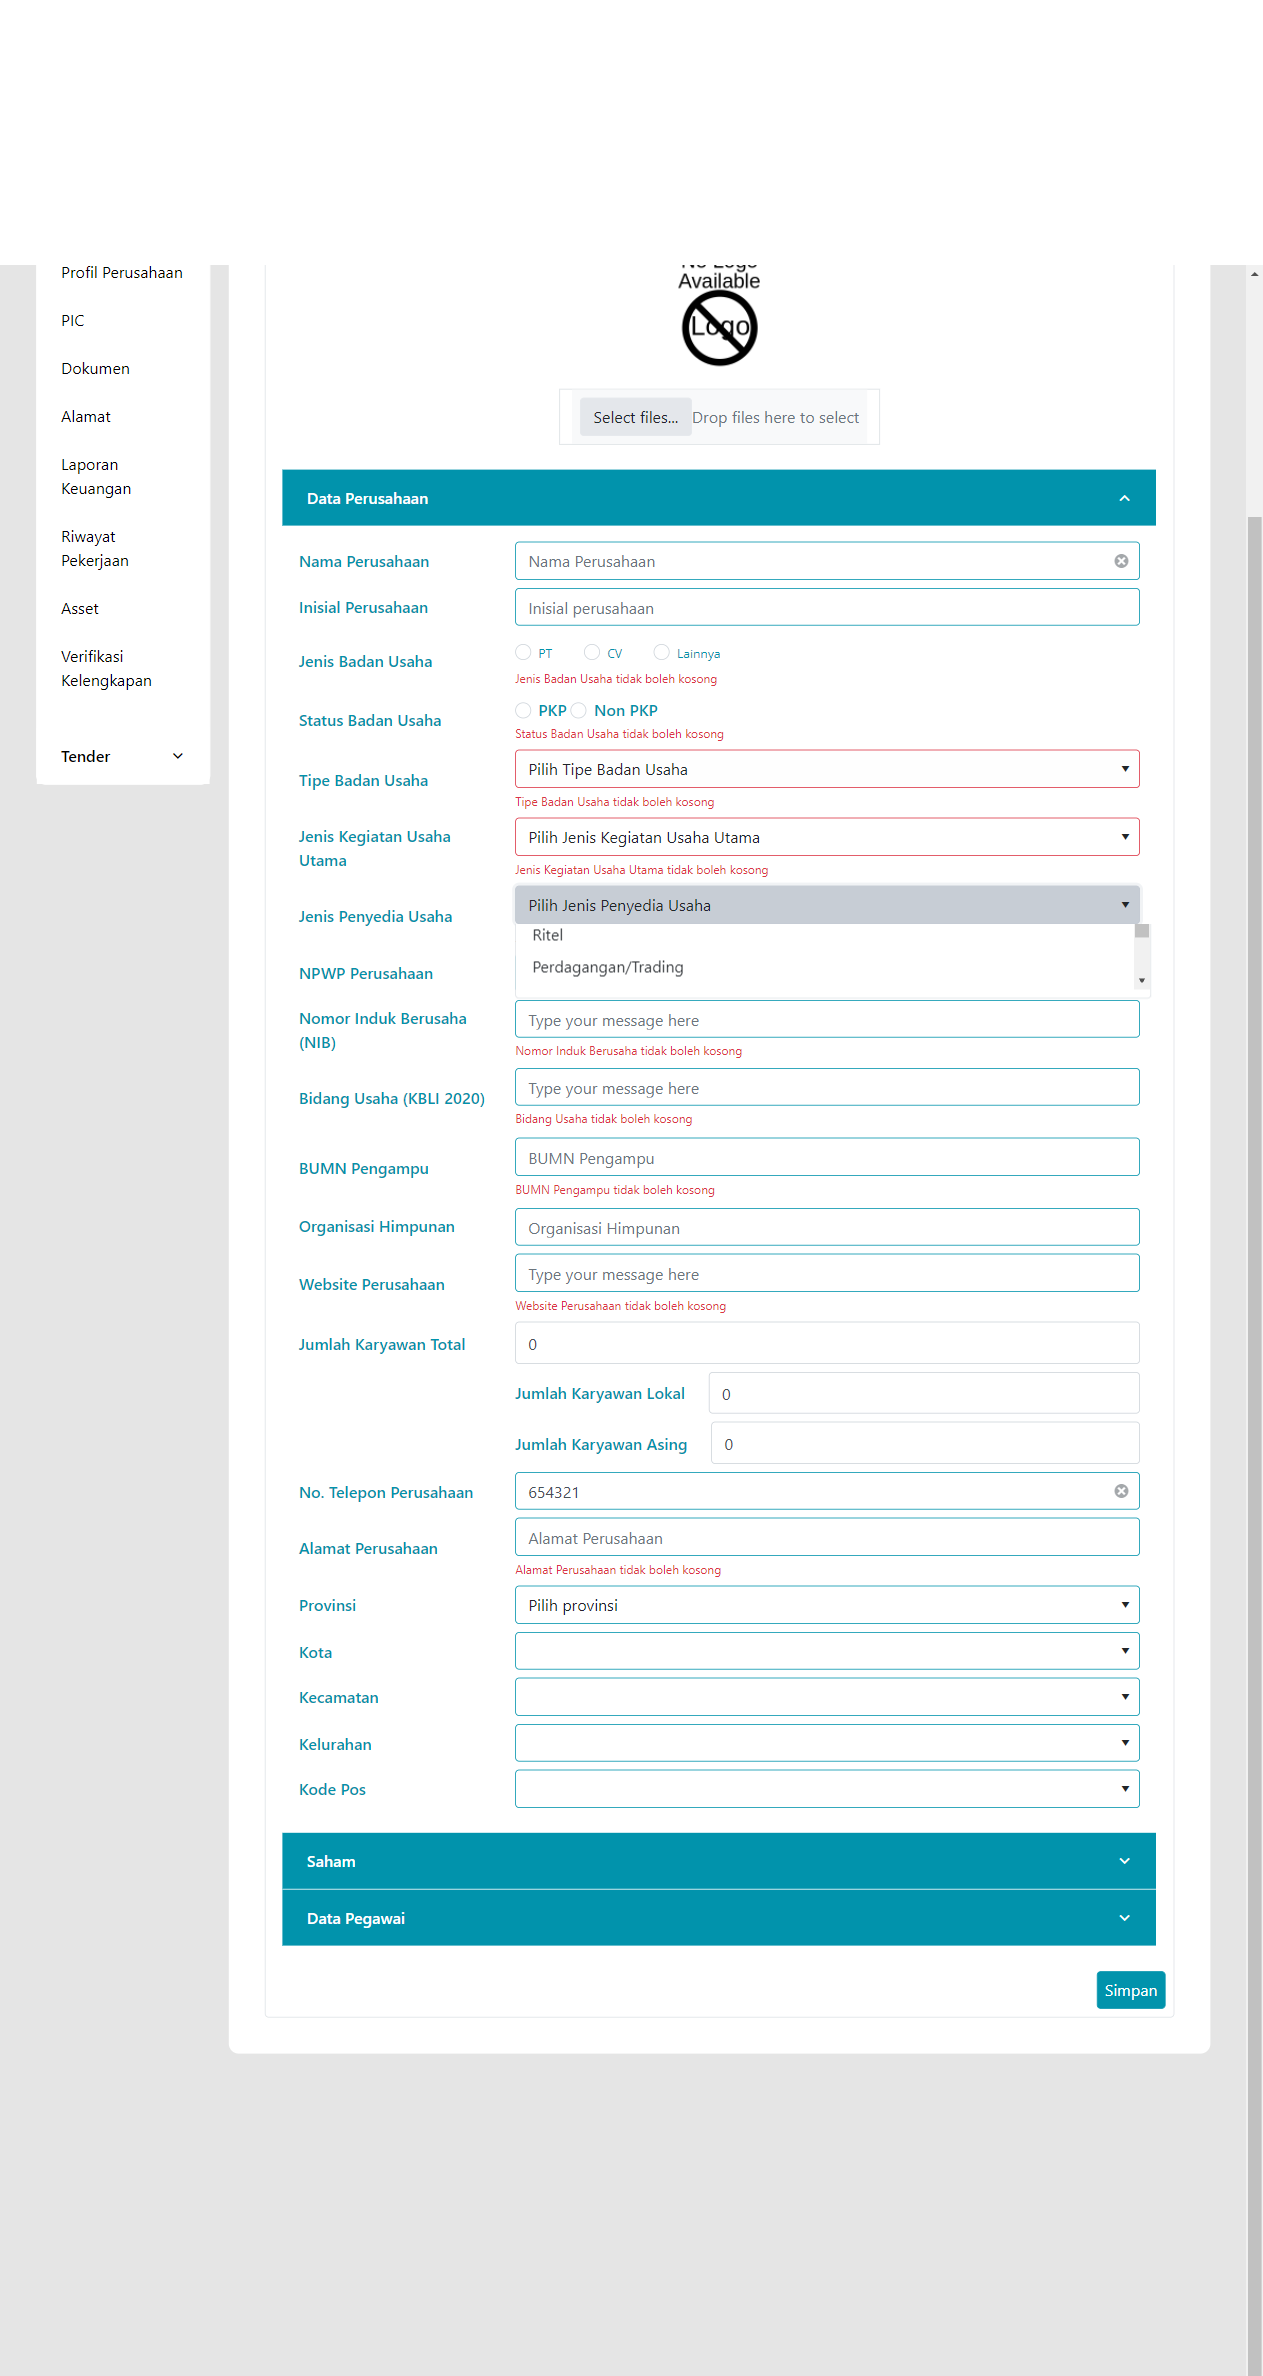 Profil Perusahaan
PIC
Dokumen
Alamat
Laporan
Keuangan
Riwayat
Pekerjaan
Asset
Verifikasi
Kelengkapan
Tender
No Logo
Available
Logo
Select files...
Drop files here to select
Data Perusahaan
Nama Perusahaan
Nama Perusahaan
Inisial Perusahaan
Inisial perusahaan
Jenis Badan Usaha
PT
CV
Lainnya
Jenis Badan Usaha tidak boleh kosong
Status Badan Usaha
PKP
Non PKP
Status Badan Usaha tidak boleh kosong
Tipe Badan Usaha
Pilih Tipe Badan Usaha
Tipe Badan Usaha tidak boleh kosong
Jenis Kegiatan Usaha
Utama
Pilih Jenis Kegiatan Usaha Utama
Jenis Kegiatan Usaha Utama tidak boleh kosong
Jenis Penyedia Usaha
Pilih Jenis Penyedia Usaha
Ritel
Perdagangan/Trading
NPWP Perusahaan
Nomor Induk Berusaha
(NIB)
Type your message here
Nomor Induk Berusaha tidak boleh kosong
Bidang Usaha (KBLI 2020)
Type your message here
Bidang Usaha tidak boleh kosong
BUMN Pengampu
BUMN Pengampu
BUMN Pengampu tidak boleh kosong
Organisasi Himpunan
Organisasi Himpunan
Website Perusahaan
Type your message here
Website Perusahaan tidak boleh kosong
Jumlah Karyawan Total
0
Jumlah Karyawan Lokal
0
Jumlah Karyawan Asing
0
No. Telepon Perusahaan
654321
Alamat Perusahaan
Alamat Perusahaan
Alamat Perusahaan tidak boleh kosong
Provinsi
Pilih provinsi
Kota
Kecamatan
Kelurahan
Kode Pos
Saham
Data Pegawai
Simpan